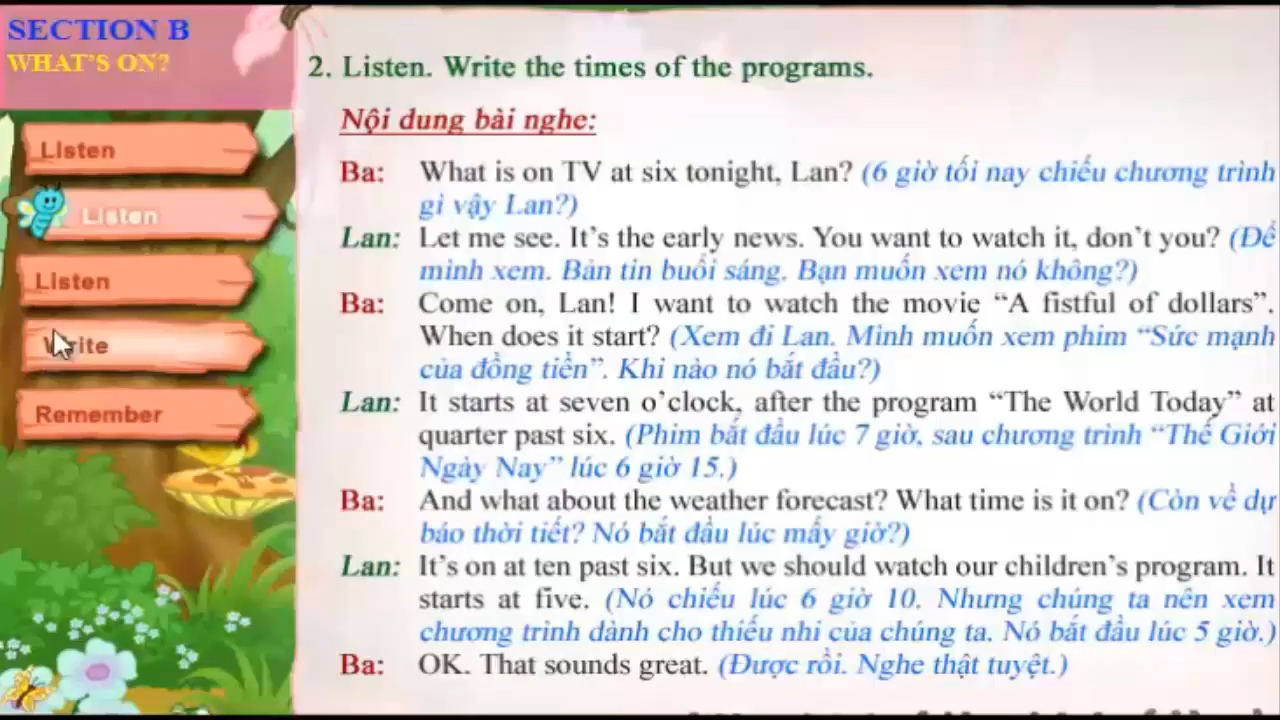 SECTION B
WHAT'S ON?
Listen
Listen
Listen
Write
Remember
2. Listen. Write the times of the programs.
Nội dung bài nghe:
Ba: What is on TV at six tonight, Lan? (6 giờ tối nay chiếu chương trình
gì vậy Lan?)
Lan: Let me see. It's the early news. You want to watch it, don't you? (Để
mình xem. Bản tin buổi sáng. Bạn muốn xem nó không?)
Ba: Come on, Lan! I want to watch the movie “A fistful of dollars”.
When does it start? (Xem đi Lan. Mình muốn xem phim “Sức mạnh
của đồng tiền”. Khi nào nó bắt đầu?)
Lan: It starts at seven o'clock, after the program “The World Today” at
quarter past six. (Phim bắt đầu lúc 7 giờ, sau chương trình “Thế Giới
Ngày Nay” lúc 6 giờ 15.)
Ba: And what about the weather forecast? What time is it on? (Còn về dự
báo thời tiết? Nó bắt đầu lúc mấy giờ?)
Lan: It's on at ten past six. But we should watch our children's program. It
starts at five. (Nó chiếu lúc 6 giờ 10. Nhưng chúng ta nên xem
chương trình dành cho thiếu nhi của chúng ta. Nó bắt đầu lúc 5 giờ.)
Ba: OK. That sounds great. (Được rồi. Nghe thật tuyệt.)